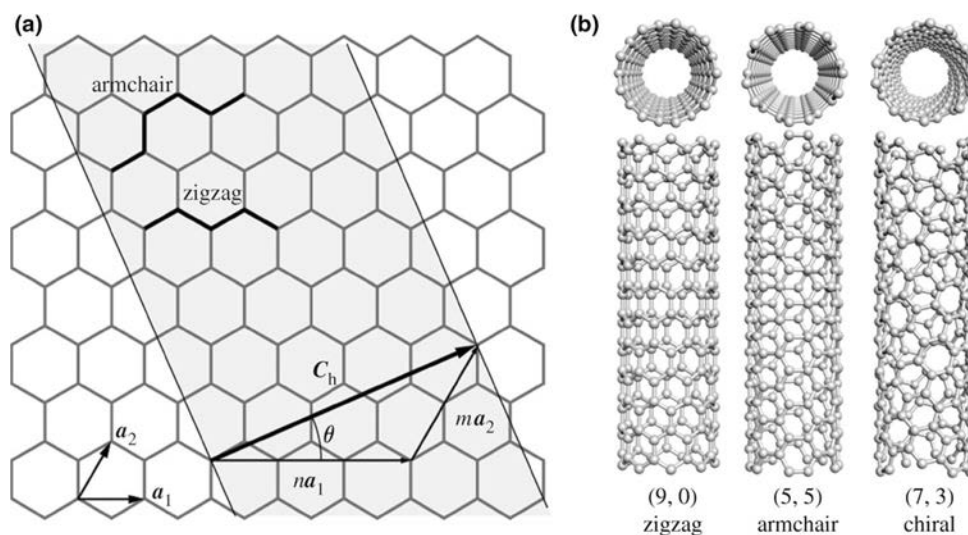 (a)
armchair
zigzag
C_h
θ
ma_2
na_1
a_2
a_1
(b)
(9, 0)
zigzag
(5, 5)
armchair
(7, 3)
chiral